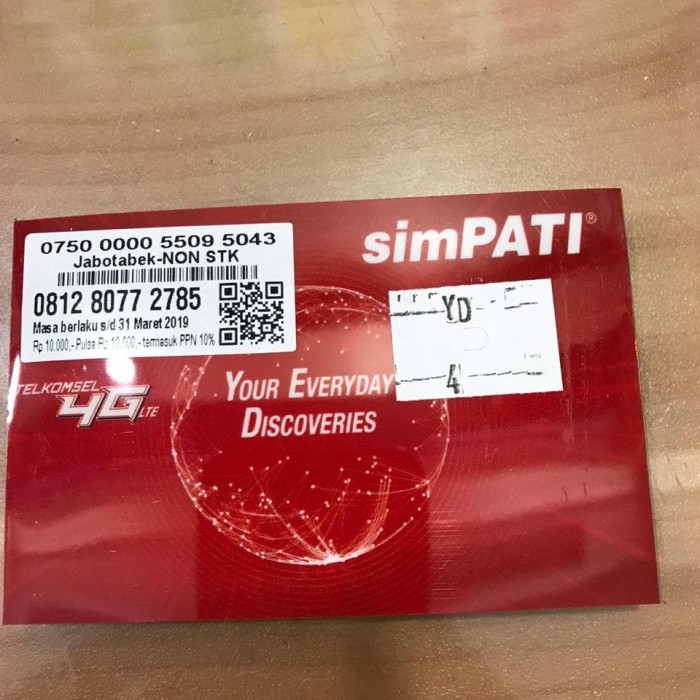 0750 0000 5509 5043
Jabotabek-NON STK
0812 8077 2785
Masa berlaku s/d 31 Maret 2019
Rp 10.000,- Pulsa Rp 10.000,- termasuk PPN 10%
simPATI®
YD
4
TELKOMSEL
4G LTE
YOUR EVERYDAY
DISCOVERIES